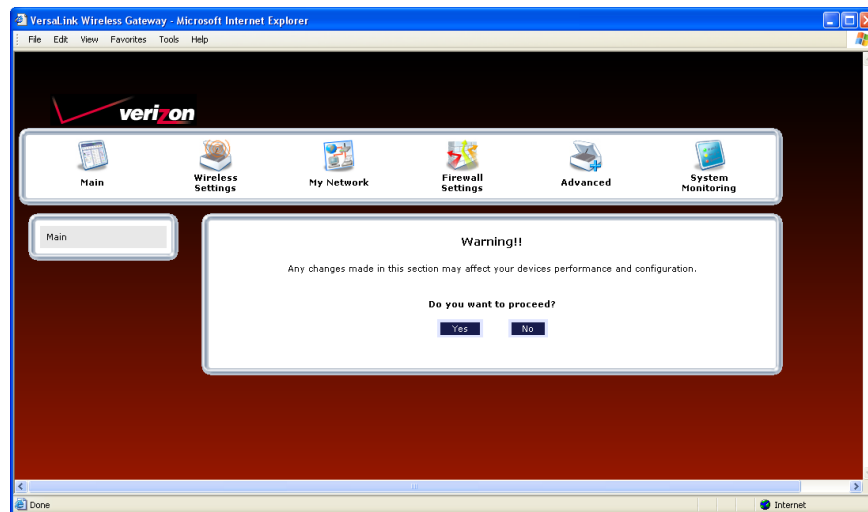 VersaLink Wireless Gateway - Microsoft Internet Explorer
File Edit View Favorites Tools Help
verizon
Main
Wireless Settings
My Network
Firewall Settings
Advanced
System Monitoring
Main
Warning!!
Any changes made in this section may affect your devices performance and configuration.
Do you want to proceed?
Yes No
Done Internet